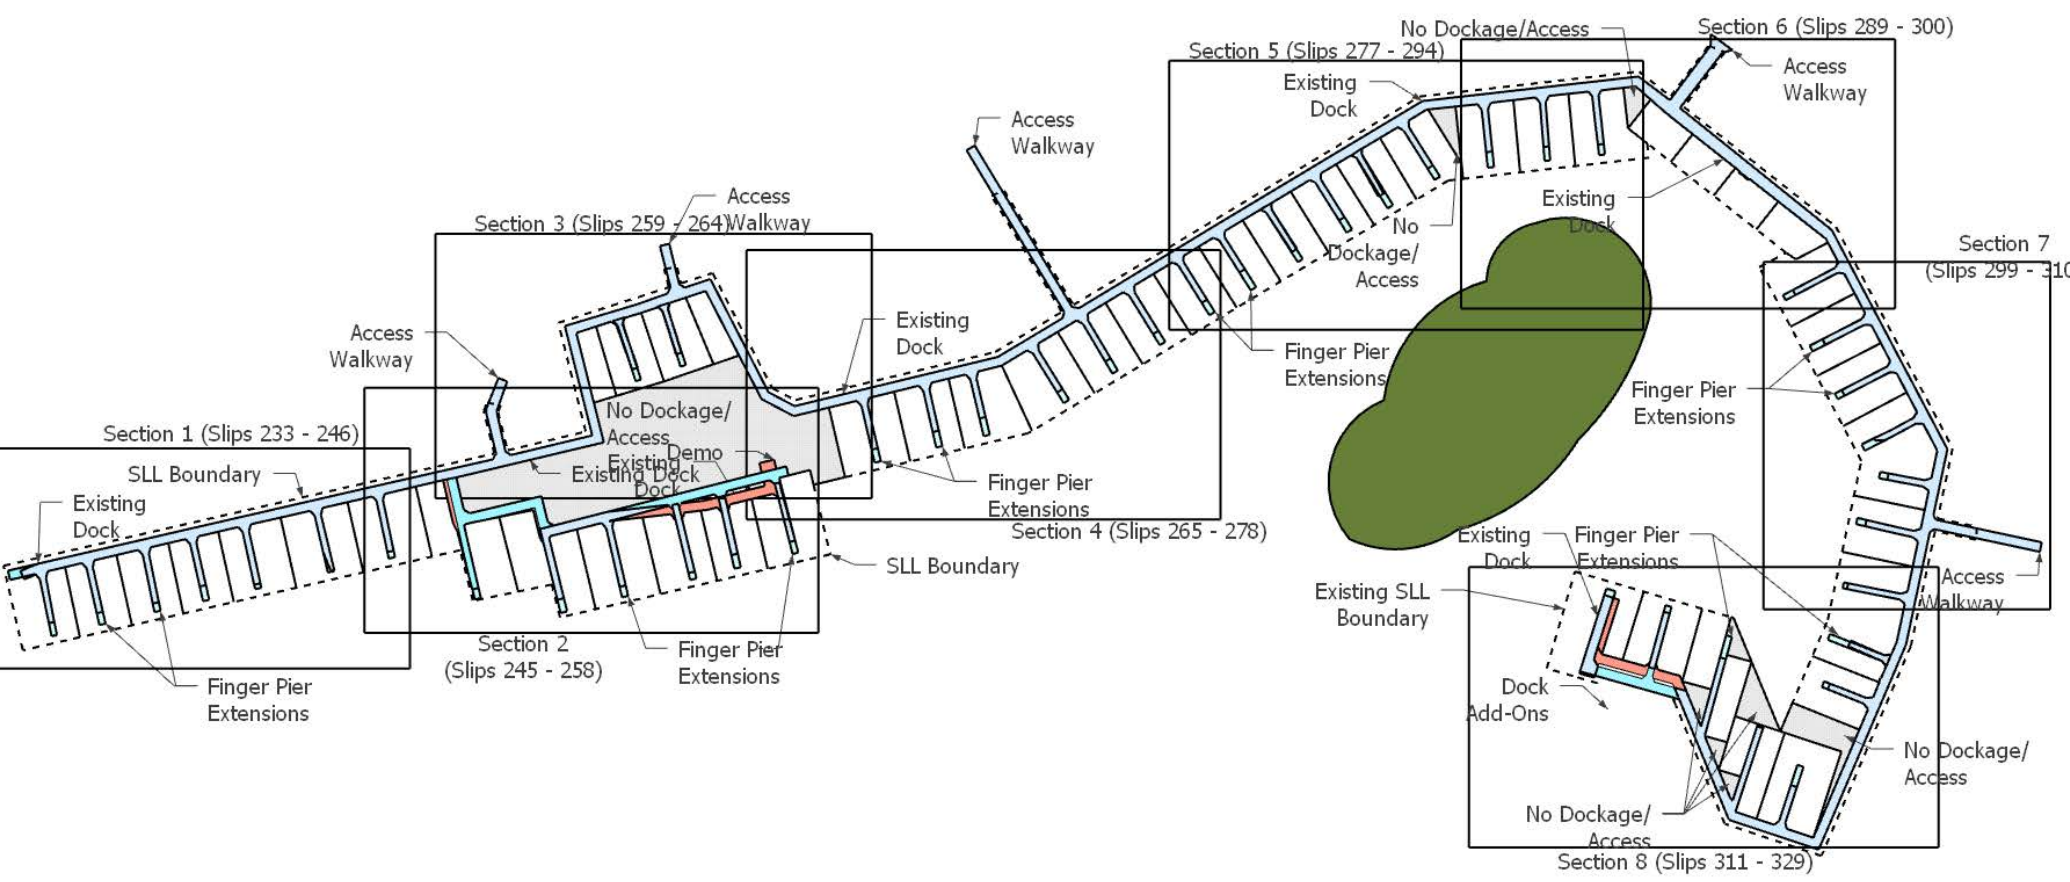 No Dockage/Access
Section 6 (Slips 289 - 300)
Section 5 (Slips 277 - 294)
Existing
Dock
Access
Walkway
Access
Walkway
Access
Walkway
Section 3 (Slips 259 - 264)
Existing
Dock
No
Dockage/
Access
Section 7
(Slips 299 - 310
Existing
Dock
Access
Walkway
Finger Pier
Extensions
Finger Pier
Extensions
No Dockage/
Access
Section 1 (Slips 233 - 246)
SLL Boundary
Demo
Existing
Dock
Existing Dock
Existing
Dock
Finger Pier
Extensions
Section 4 (Slips 265 - 278)
Existing
Dock
Finger Pier
Extensions
SLL Boundary
Access
Walkway
Existing SLL
Boundary
Section 2
(Slips 245 - 258)
Finger Pier
Extensions
Finger Pier
Extensions
Dock
Add-Ons
No Dockage/
Access
No Dockage/
Access
Section 8 (Slips 311 - 329)